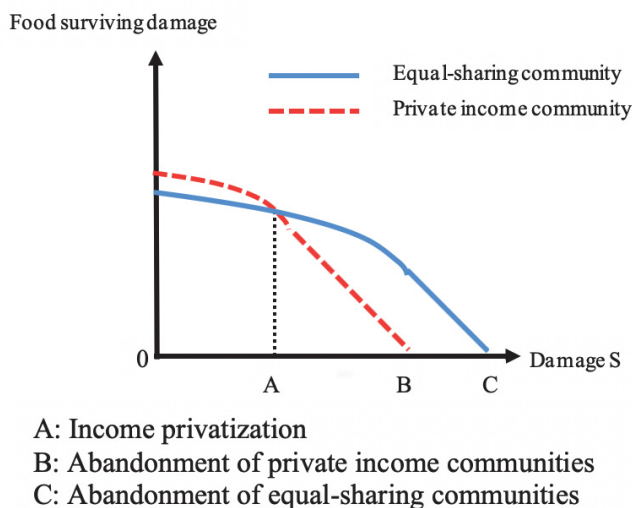 Food surviving damage
Equal-sharing community
Private income community
0
Damage S
A
B
C
A: Income privatization
B: Abandonment of private income communities
C: Abandonment of equal-sharing communities